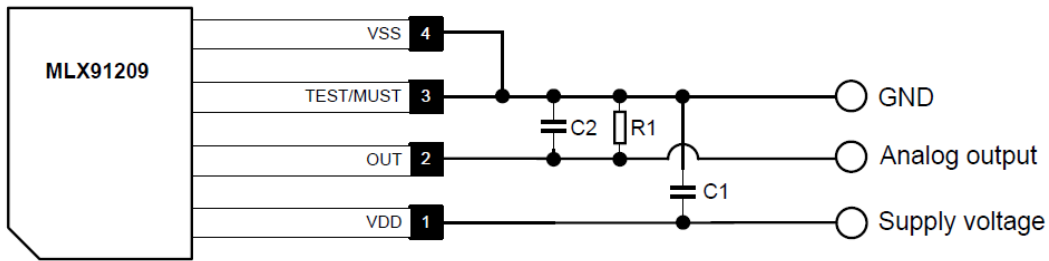 MLX91209
VSS 4
TEST/MUST 3
GND
C2
R1
OUT 2
Analog output
C1
VDD 1
Supply voltage